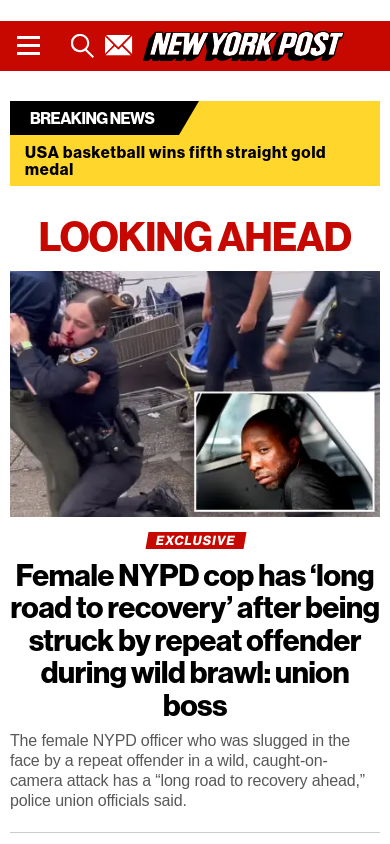 NEW YORK POST
BREAKING NEWS
USA basketball wins fifth straight gold
medal
LOOKING AHEAD
EXCLUSIVE
Female NYPD cop has ‘long
road to recovery’ after being
struck by repeat offender
during wild brawl: union
boss
The female NYPD officer who was slugged in the
face by a repeat offender in a wild, caught-on-
camera attack has a “long road to recovery ahead,”
police union officials said.